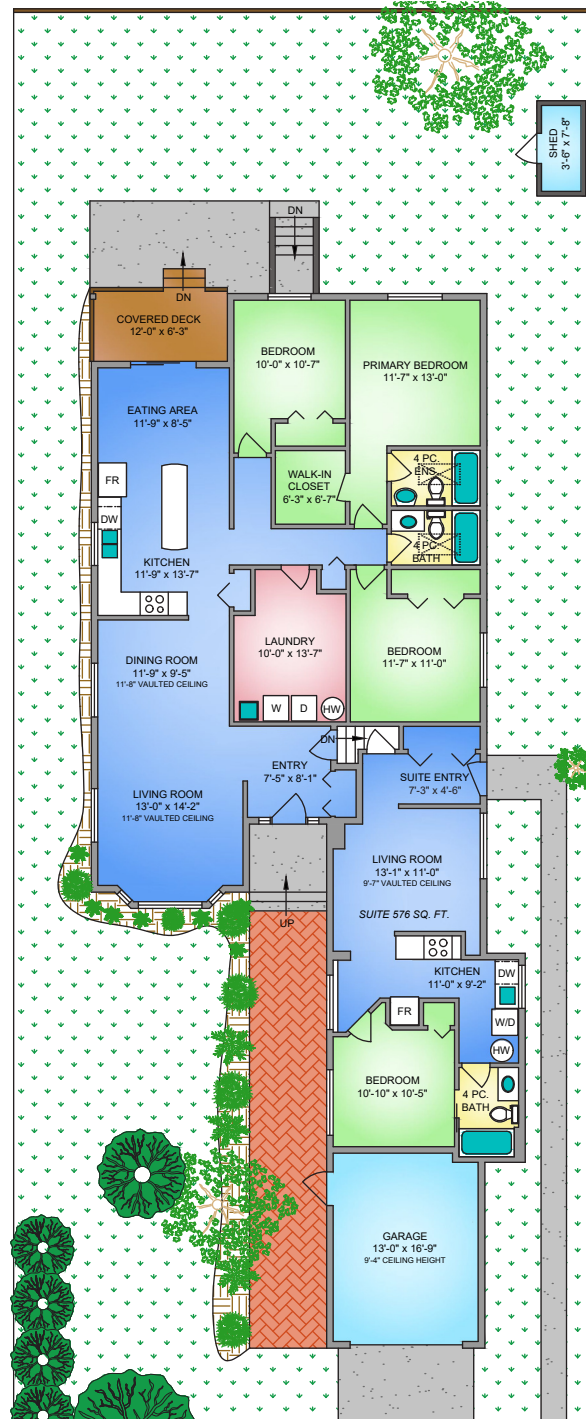 SHED
3'-6" x 7'-8"
DN
DN
COVERED DECK
12'-0" x 6'-3"
BEDROOM
10'-0" x 10'-7"
PRIMARY BEDROOM
11'-7" x 13'-0"
EATING AREA
11'-9" x 8'-5"
4 PC.
ENS.
WALK-IN
CLOSET
6'-3" x 6'-7"
FR
DW
4 PC.
BATH
KITCHEN
11'-9" x 13'-7"
LAUNDRY
10'-0" x 13'-7"
BEDROOM
11'-7" x 11'-0"
DINING ROOM
11'-9" x 9'-5"
11'-8" VAULTED CEILING
W
D
HW
DN
ENTRY
7'-5" x 8'-1"
SUITE ENTRY
7'-3" x 4'-6"
LIVING ROOM
13'-0" x 14'-2"
11'-8" VAULTED CEILING
LIVING ROOM
13'-1" x 11'-0"
9'-7" VAULTED CEILING
SUITE 576 SQ. FT.
UP
KITCHEN
11'-0" x 9'-2"
DW
W/D
FR
HW
BEDROOM
10'-10" x 10'-5"
4 PC.
BATH
GARAGE
13'-0" x 16'-9"
9'-4" CEILING HEIGHT